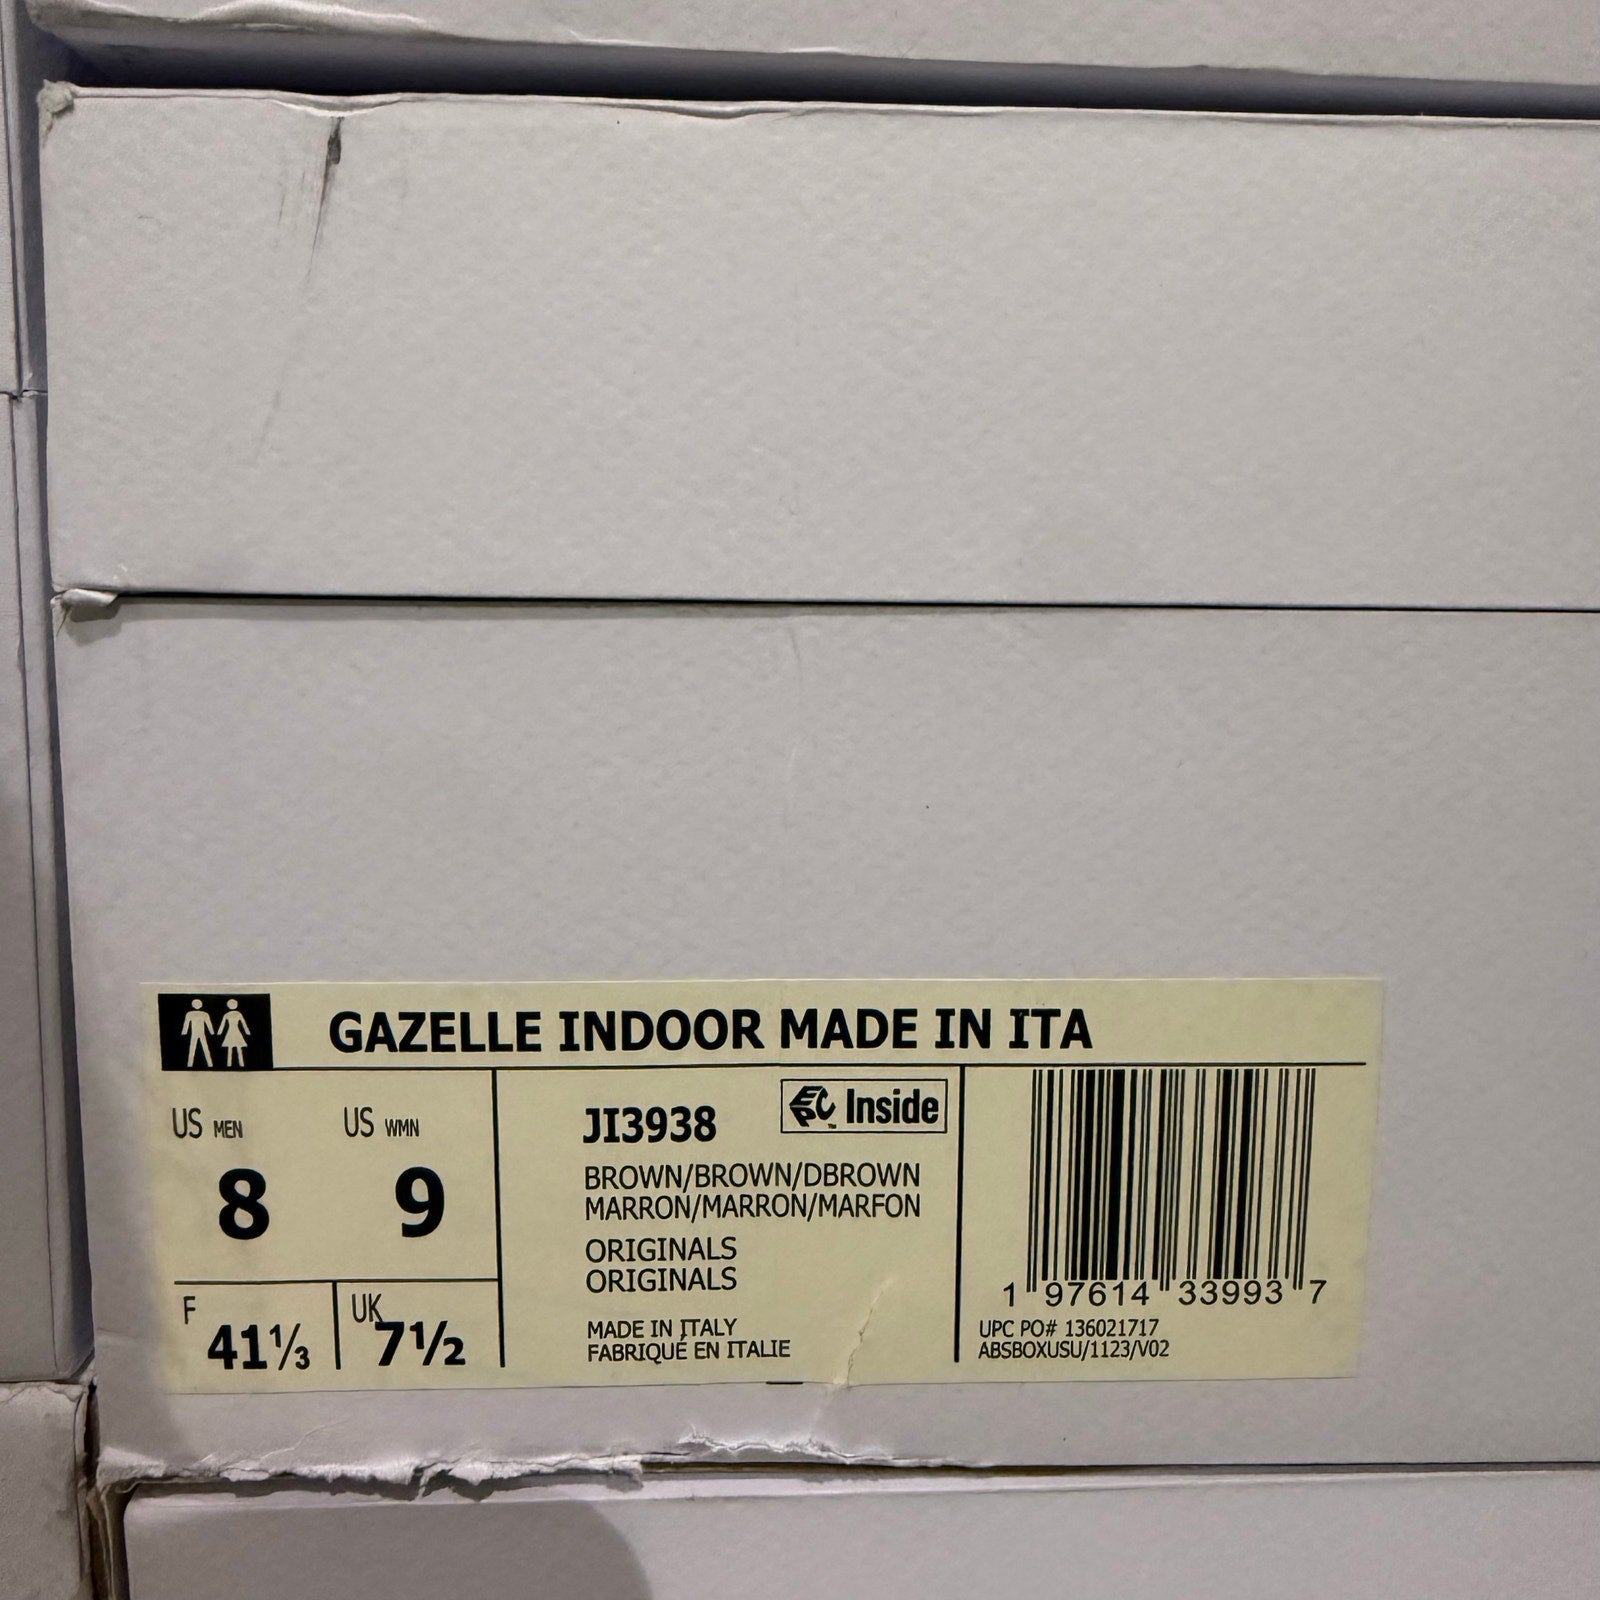 GAZELLE INDOOR MADE IN ITA
US MEN
8
US WMN
9
F 41⅓
UK 7½
JI3938
EPC™ Inside
BROWN/BROWN/DBROWN
MARRON/MARRON/MARFON
ORIGINALS
ORIGINALS
MADE IN ITALY
FABRIQUÉ EN ITALIE
1 97614 33993 7
UPC PO# 136021717
ABSBOXUSU/1123/V02